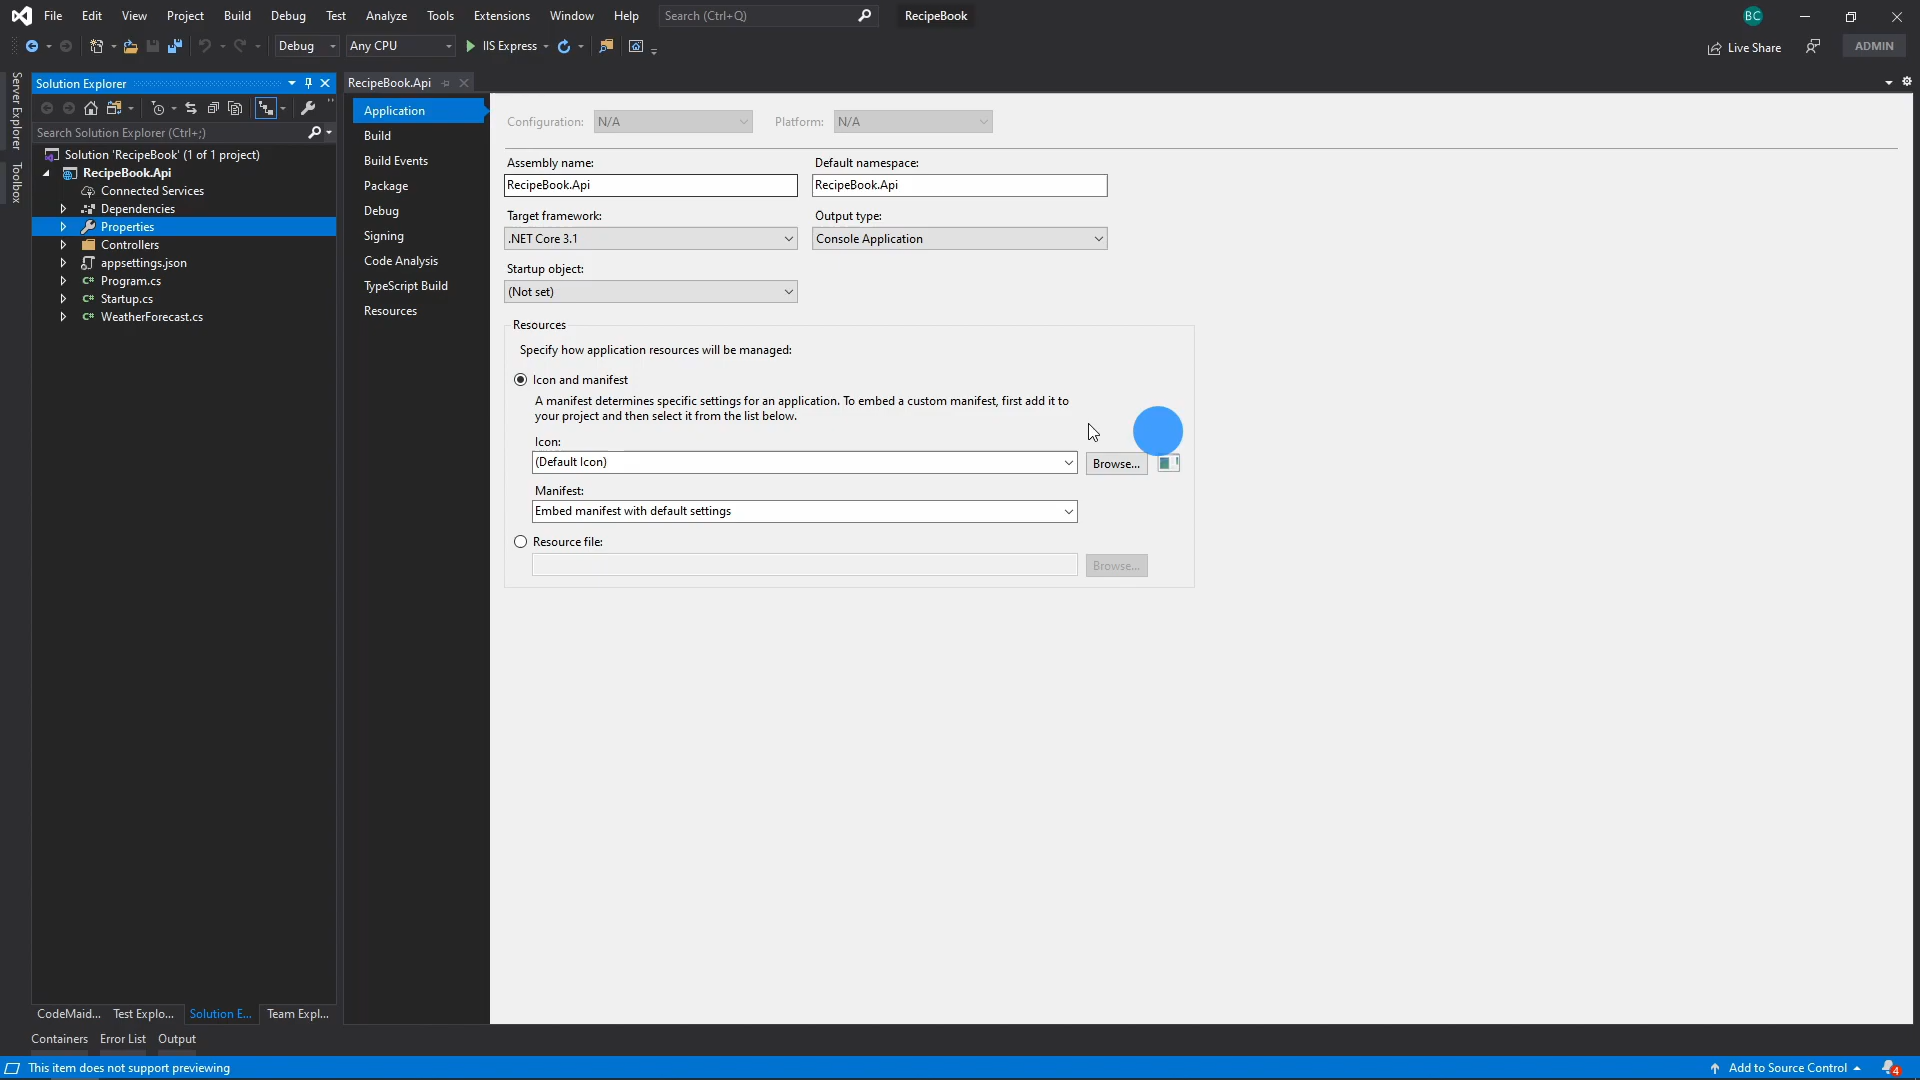 File Edit View Project Build Debug Test Analyze Tools Extensions Window Help Search (Ctrl+Q) RecipeBook BC
Debug Any CPU IIS Express Live Share ADMIN
Server Explorer
Toolbox
Solution Explorer
Search Solution Explorer (Ctrl+;)
Solution 'RecipeBook' (1 of 1 project)
RecipeBook.Api
Connected Services
Dependencies
Properties
Controllers
appsettings.json
Program.cs
Startup.cs
WeatherForecast.cs
RecipeBook.Api
Application
Build
Build Events
Package
Debug
Signing
Code Analysis
TypeScript Build
Resources
Configuration: N/A Platform: N/A
Assembly name: Default namespace:
RecipeBook.Api RecipeBook.Api
Target framework: Output type:
.NET Core 3.1 Console Application
Startup object:
(Not set)
Resources
Specify how application resources will be managed:
Icon and manifest
A manifest determines specific settings for an application. To embed a custom manifest, first add it to
your project and then select it from the list below.
Icon:
(Default Icon) Browse...
Manifest:
Embed manifest with default settings
Resource file:
Browse...
CodeMaid... Test Explo... Solution E... Team Expl...
Containers Error List Output
This item does not support previewing Add to Source Control 4